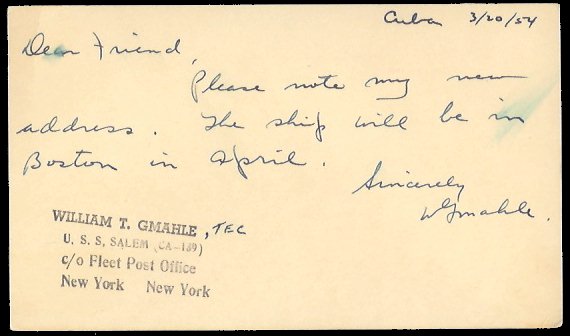 Cuba 3/20/54
Dear Friend,
Please note my new
address. The ship will be in
Boston in April.
Sincerely
WGmahle.
WILLIAM T. GMAHLE, TEC
U. S. S. SALEM (CA-139)
c/o Fleet Post Office
New York New York